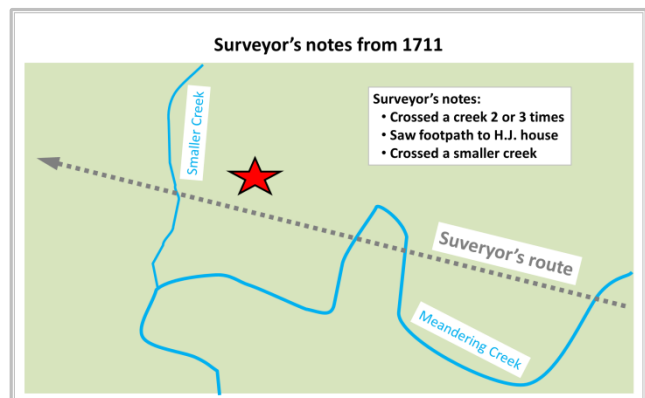 Surveyor's notes from 1711
Surveyor's notes:
• Crossed a creek 2 or 3 times
• Saw footpath to H.J. house
• Crossed a smaller creek
Smaller Creek
Suveryor's route
Meandering Creek